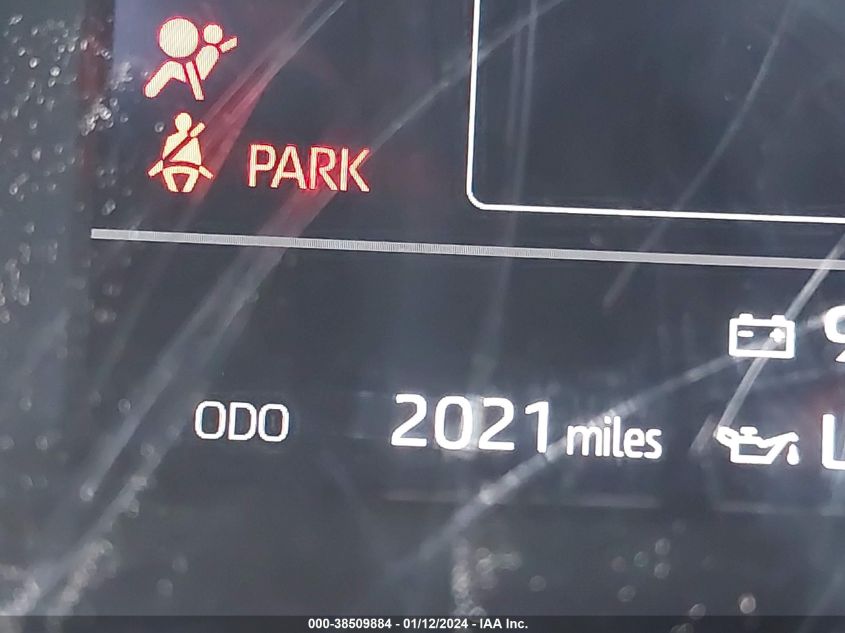 PARK
ODO 2021 miles
000-38509884 - 01/12/2024 - IAA Inc.